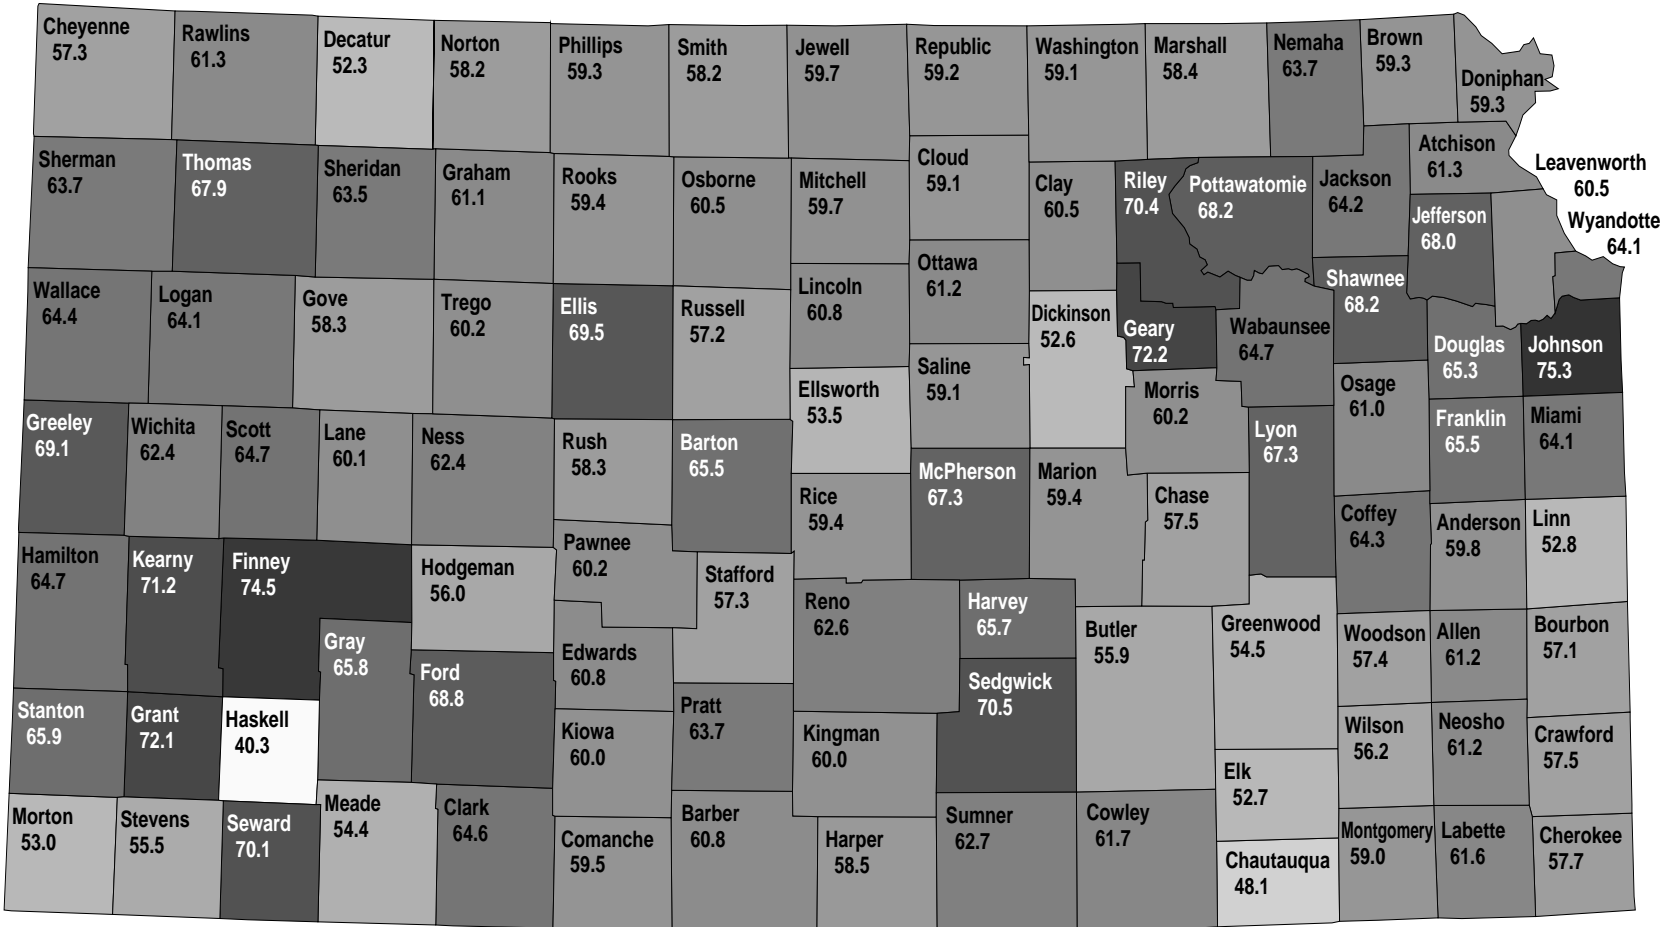 Cheyenne
57.3
Rawlins
61.3
Decatur
52.3
Norton
58.2
Phillips
59.3
Smith
58.2
Jewell
59.7
Republic
59.2
Washington
59.1
Marshall
58.4
Nemaha
63.7
Brown
59.3
Doniphan
59.3
Sherman
63.7
Thomas
67.9
Sheridan
63.5
Graham
61.1
Rooks
59.4
Osborne
60.5
Mitchell
59.7
Cloud
59.1
Clay
60.5
Riley
70.4
Pottawatomie
68.2
Jackson
64.2
Atchison
61.3
Leavenworth
60.5
Jefferson
68.0
Wyandotte
64.1
Wallace
64.4
Logan
64.1
Gove
58.3
Trego
60.2
Ellis
69.5
Russell
57.2
Lincoln
60.8
Ottawa
61.2
Dickinson
52.6
Geary
72.2
Wabaunsee
64.7
Shawnee
68.2
Douglas
65.3
Johnson
75.3
Saline
59.1
Ellsworth
53.5
Morris
60.2
Osage
61.0
Greeley
69.1
Wichita
62.4
Scott
64.7
Lane
60.1
Ness
62.4
Rush
58.3
Barton
65.5
Rice
59.4
McPherson
67.3
Marion
59.4
Chase
57.5
Lyon
67.3
Franklin
65.5
Miami
64.1
Coffey
64.3
Anderson
59.8
Linn
52.8
Hamilton
64.7
Kearny
71.2
Finney
74.5
Hodgeman
56.0
Pawnee
60.2
Stafford
57.3
Reno
62.6
Harvey
65.7
Butler
55.9
Greenwood
54.5
Woodson
57.4
Allen
61.2
Bourbon
57.1
Gray
65.8
Ford
68.8
Edwards
60.8
Sedgwick
70.5
Stanton
65.9
Grant
72.1
Haskell
40.3
Kiowa
60.0
Pratt
63.7
Kingman
60.0
Wilson
56.2
Neosho
61.2
Crawford
57.5
Elk
52.7
Morton
53.0
Stevens
55.5
Seward
70.1
Meade
54.4
Clark
64.6
Comanche
59.5
Barber
60.8
Harper
58.5
Sumner
62.7
Cowley
61.7
Chautauqua
48.1
Montgomery
59.0
Labette
61.6
Cherokee
57.7